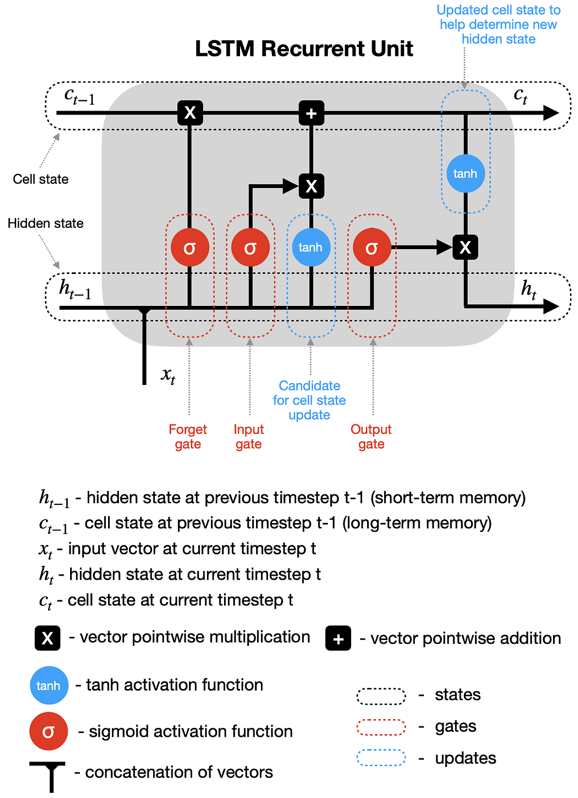 Updated cell state to
help determine new
hidden state
LSTM Recurrent Unit
c_{t-1}
c_t
X
+
tanh
X
Cell state
Hidden state
σ
σ
tanh
σ
X
h_{t-1}
h_t
x_t
Candidate
for cell state
update
Forget
gate
Input
gate
Output
gate
h_{t-1} - hidden state at previous timestep t-1 (short-term memory)
c_{t-1} - cell state at previous timestep t-1 (long-term memory)
x_t - input vector at current timestep t
h_t - hidden state at current timestep t
c_t - cell state at current timestep t
X - vector pointwise multiplication
+ - vector pointwise addition
tanh - tanh activation function
σ - sigmoid activation function
- concatenation of vectors
- states
- gates
- updates